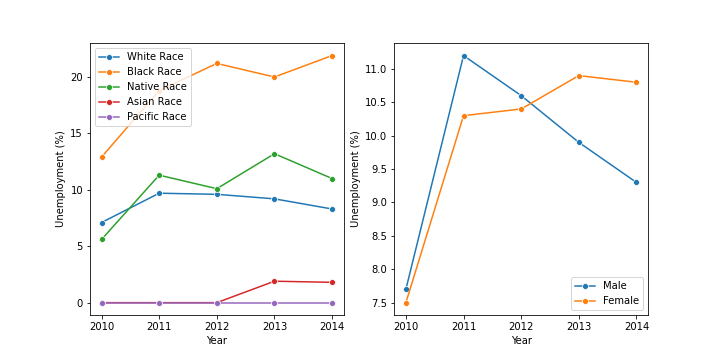 White Race
Black Race
Native Race
Asian Race
Pacific Race
Unemployment (%)
20
15
10
5
0
2010 2011 2012 2013 2014
Year
Unemployment (%)
11.0
10.5
10.0
9.5
9.0
8.5
8.0
7.5
Male
Female
2010 2011 2012 2013 2014
Year